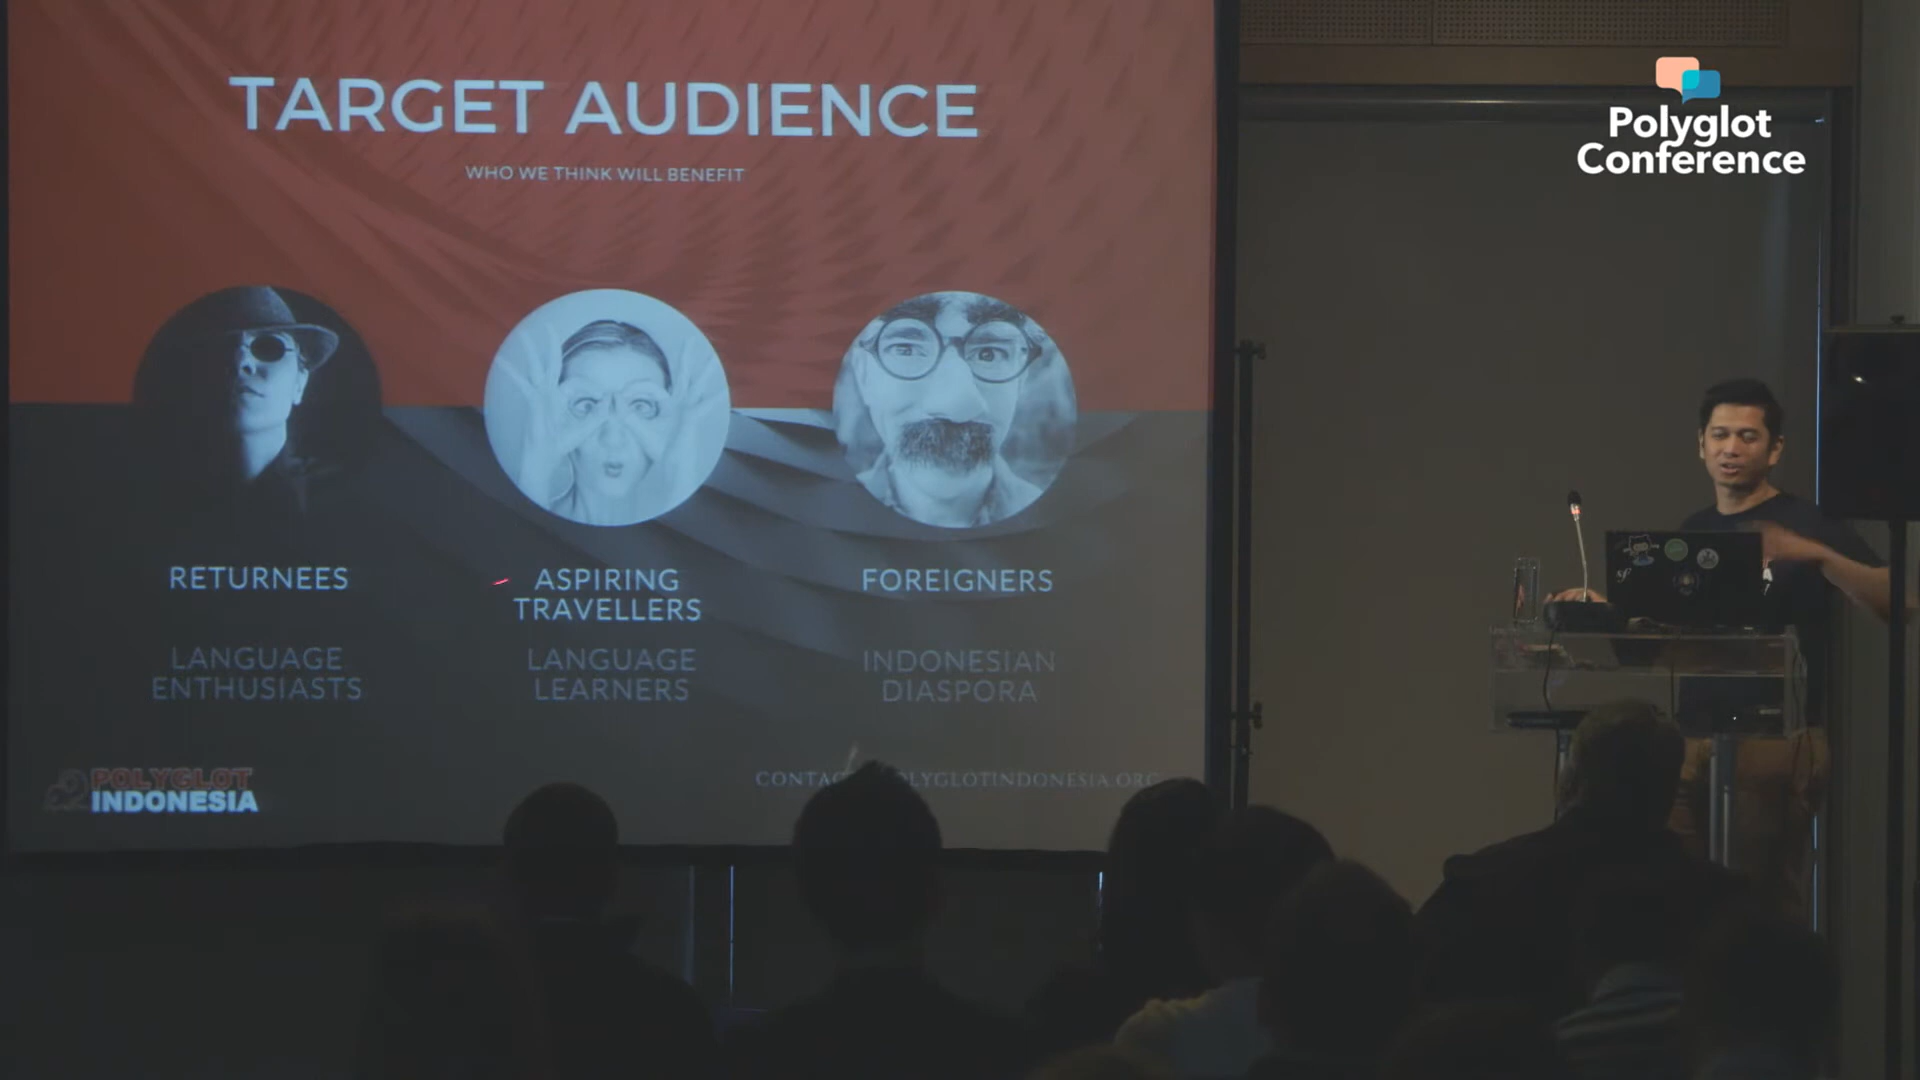 TARGET AUDIENCE
WHO WE THINK WILL BENEFIT
RETURNEES
ASPIRING
TRAVELLERS
FOREIGNERS
LANGUAGE
ENTHUSIASTS
LANGUAGE
LEARNERS
INDONESIAN
DIASPORA
POLYGLOT
INDONESIA
Polyglot
Conference